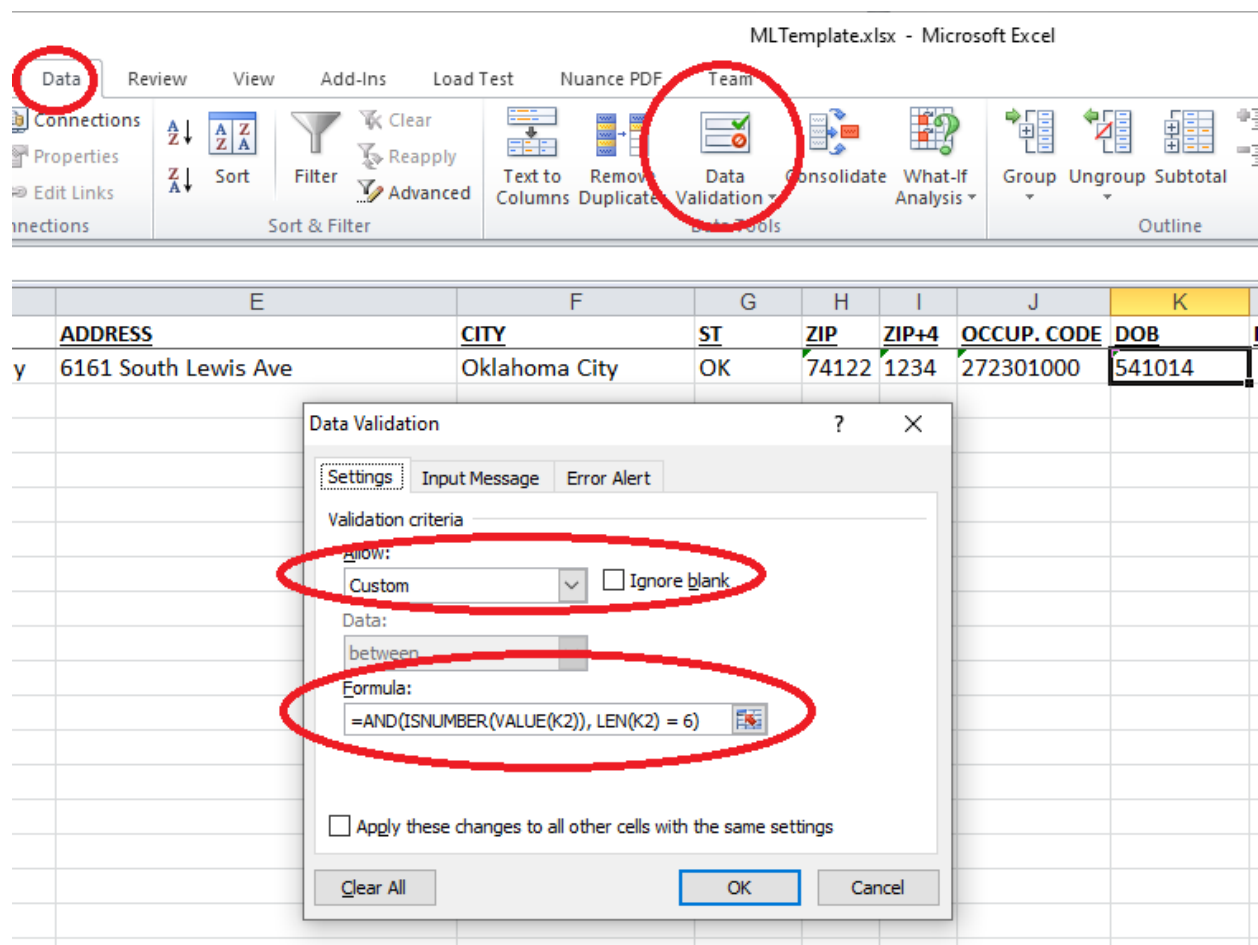 MLTemplate.xlsx - Microsoft Excel
Data Review View Add-Ins Load Test Nuance PDF Team
Connections
Properties
Edit Links
Sort
Filter
Clear
Reapply
Advanced
Text to Columns
Remove Duplicates
Data Validation
Consolidate
What-If Analysis
Group
Ungroup
Subtotal
Sort & Filter
Data Tools
Outline
E F G H I J K
ADDRESS CITY ST ZIP ZIP+4 OCCUP. CODE DOB
y 6161 South Lewis Ave Oklahoma City OK 74122 1234 272301000 541014
Data Validation ?
Settings Input Message Error Alert
Validation criteria
Allow:
Custom Ignore blank
Data:
between
Formula:
=AND(ISNUMBER(VALUE(K2)), LEN(K2) = 6)
Apply these changes to all other cells with the same settings
Clear All OK Cancel